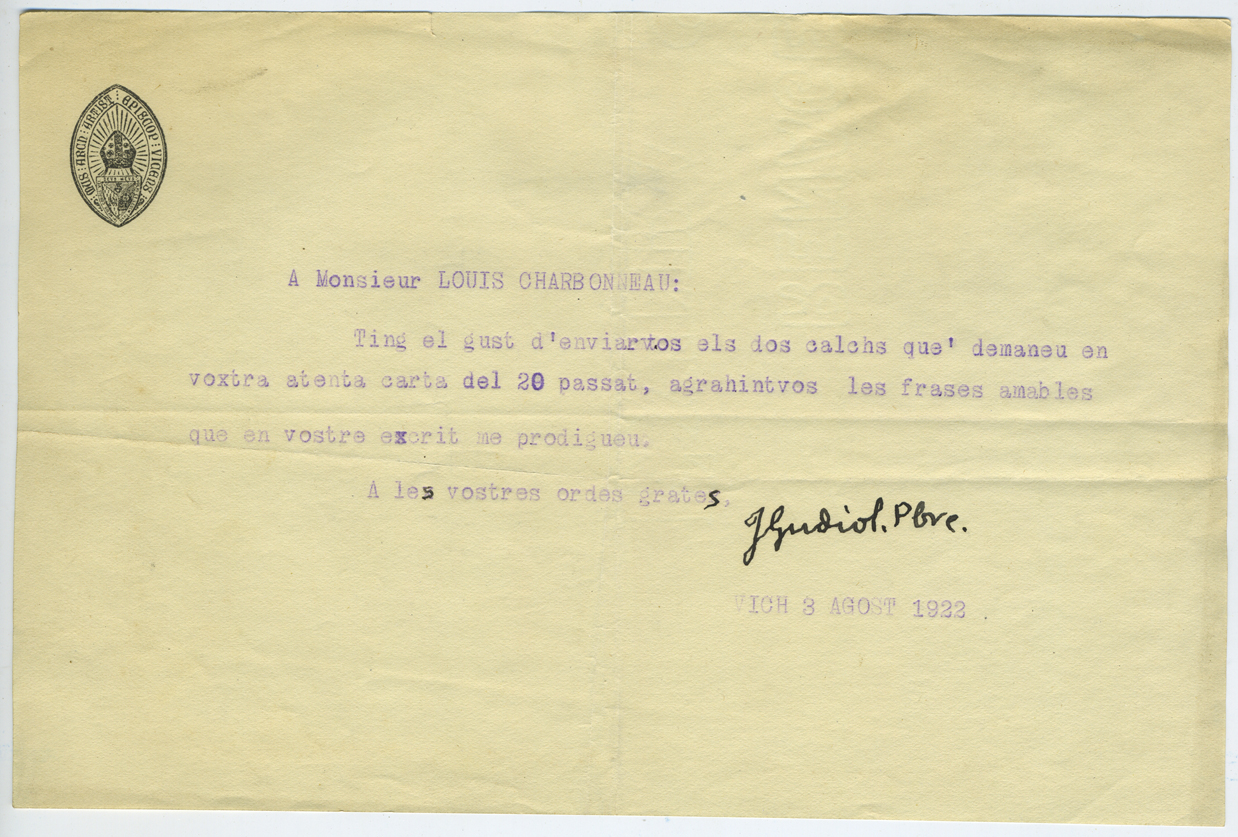 MUS : ARCH : ARTIST : EPISCOP : VICEN
A Monsieur LOUIS CHARBONNEAU:
Ting el gust d'enviarvos els dos calchs que' demaneu en
voxtra atenta carta del 20 passat, agrahintvos les frases amables
que en vostre excrit me prodigueu.
A les vostres ordes grates,
JGudiol. Pbre.
VICH 3 AGOST 1922 .